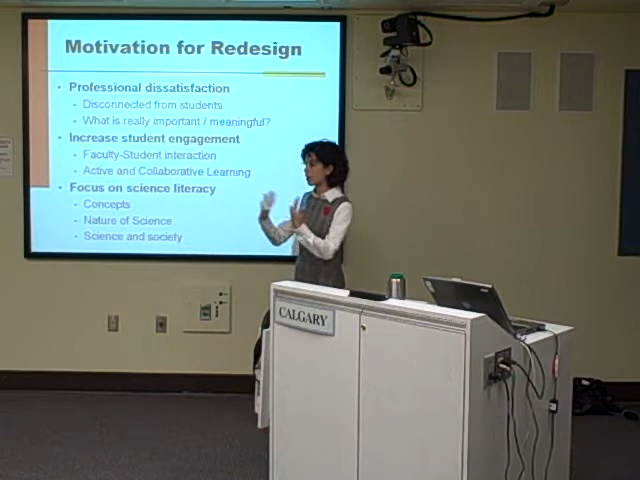 Motivation for Redesign
• Professional dissatisfaction
- Disconnected from students
- What is really important / meaningful?
• Increase student engagement
- Faculty-Student interaction
- Active and Collaborative Learning
• Focus on science literacy
- Concepts
- Nature of Science
- Science and society
CALGARY